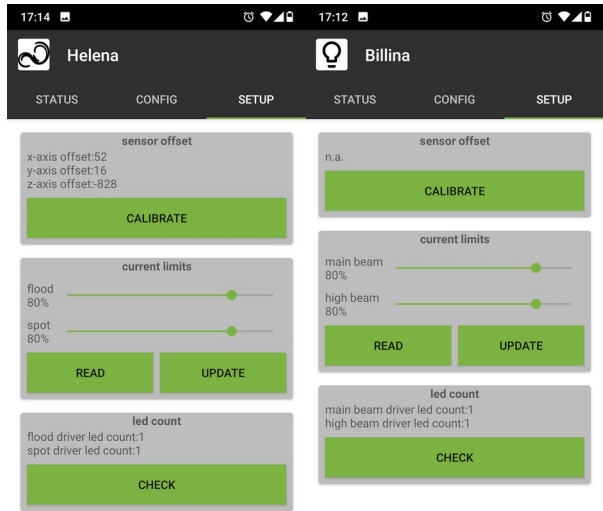 17:14
Helena
STATUS CONFIG SETUP
sensor offset
x-axis offset:52
y-axis offset:16
z-axis offset:-828
CALIBRATE
current limits
flood
80%
spot
80%
READ UPDATE
led count
flood driver led count:1
spot driver led count:1
CHECK
17:12
Billina
STATUS CONFIG SETUP
sensor offset
n.a.
CALIBRATE
current limits
main beam
80%
high beam
80%
READ UPDATE
led count
main beam driver led count:1
high beam driver led count:1
CHECK